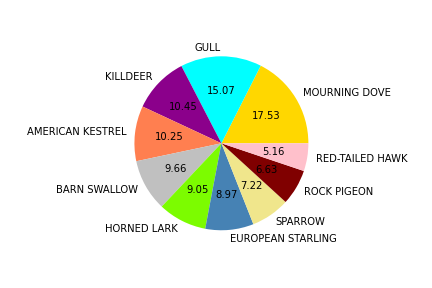 GULL
KILLDEER
MOURNING DOVE
15.07
10.45
17.53
AMERICAN KESTREL
10.25
5.16
RED-TAILED HAWK
9.66
6.63
BARN SWALLOW
9.05
8.97
7.22
ROCK PIGEON
HORNED LARK
SPARROW
EUROPEAN STARLING